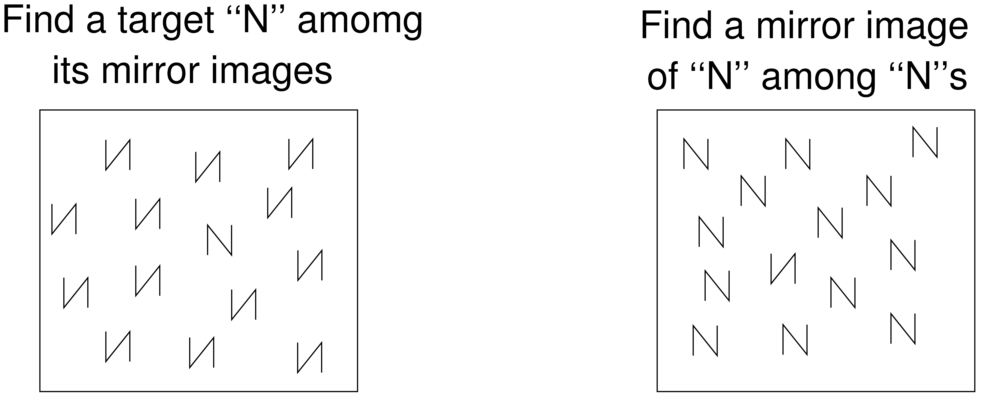 Find a target “N” amomg
its mirror images
И И И
И И И
N
И И И
И
И И И
Find a mirror image
of “N” among “N”s
N N N
N N
N N
И N
N N
N N N